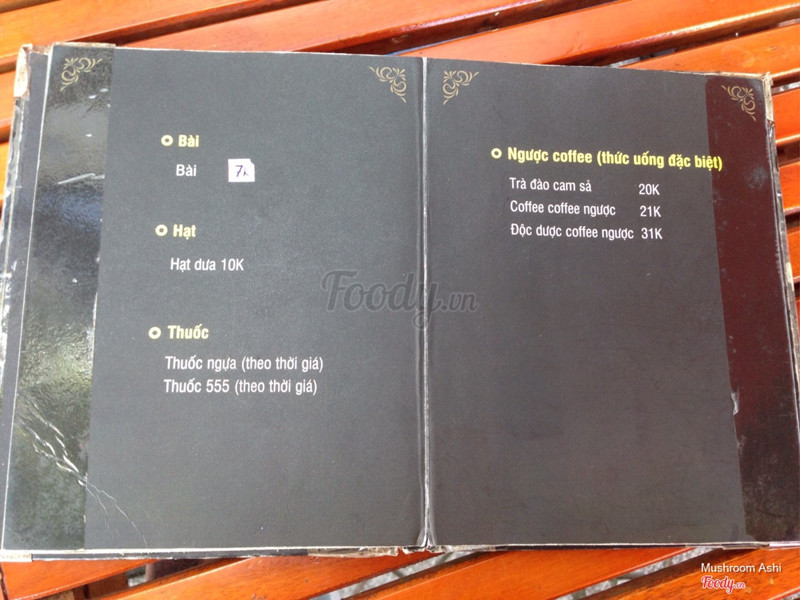 Bài
Bài 7k
Hạt
Hạt dưa 10K
Thuốc
Thuốc ngựa (theo thời giá)
Thuốc 555 (theo thời giá)
Ngược coffee (thức uống đặc biệt)
Trà đào cam sả 20K
Coffee coffee ngược 21K
Độc dược coffee ngược 31K
Foody.vn
Mushroom Ashi
Foody.vn